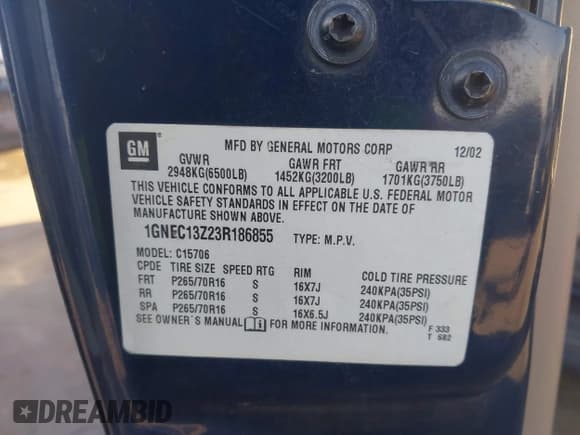 GM
MFD BY GENERAL MOTORS CORP 12/02
GVWR GAWR FRT GAWR RR
2948KG(6500LB) 1452KG(3200LB) 1701KG(3750LB)
THIS VEHICLE CONFORMS TO ALL APPLICABLE U.S. FEDERAL MOTOR
VEHICLE SAFETY STANDARDS IN EFFECT ON THE DATE OF
MANUFACTURE SHOWN ABOVE.
1GNEC13Z23R186855 TYPE: M.P.V.
MODEL: C15706
CPDE TIRE SIZE SPEED RTG RIM COLD TIRE PRESSURE
FRT P265/70R16 S 16X7J 240KPA(35PSI)
RR P265/70R16 S 16X7J 240KPA(35PSI)
SPA P265/70R16 S 16X6.5J 240KPA(35PSI)
SEE OWNER'S MANUAL FOR MORE INFORMATION. F 333
T 682
DREAMBID